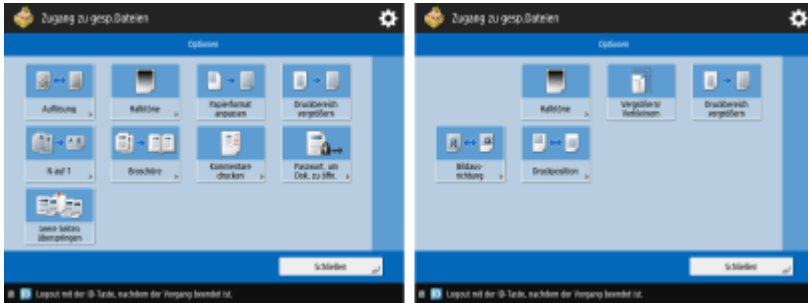 Zugang zu gesp.Dateien
Optionen
Auflösung
Halbtöne
Papierformat
anpassen
Druckbereich
vergrößern
N auf 1
Broschüre
Kommentare
drucken
Passwort, um
Dok. zu öffn.
Leere Seiten
überspringen
Schließen
Logout mit der ID-Taste, nachdem der Vorgang beendet ist.
Zugang zu gesp.Dateien
Optionen
Halbtöne
Vergrößern/
Verkleinern
Druckbereich
vergrößern
Bildaus-
richtung
Druckposition
Schließen
Logout mit der ID-Taste, nachdem der Vorgang beendet ist.